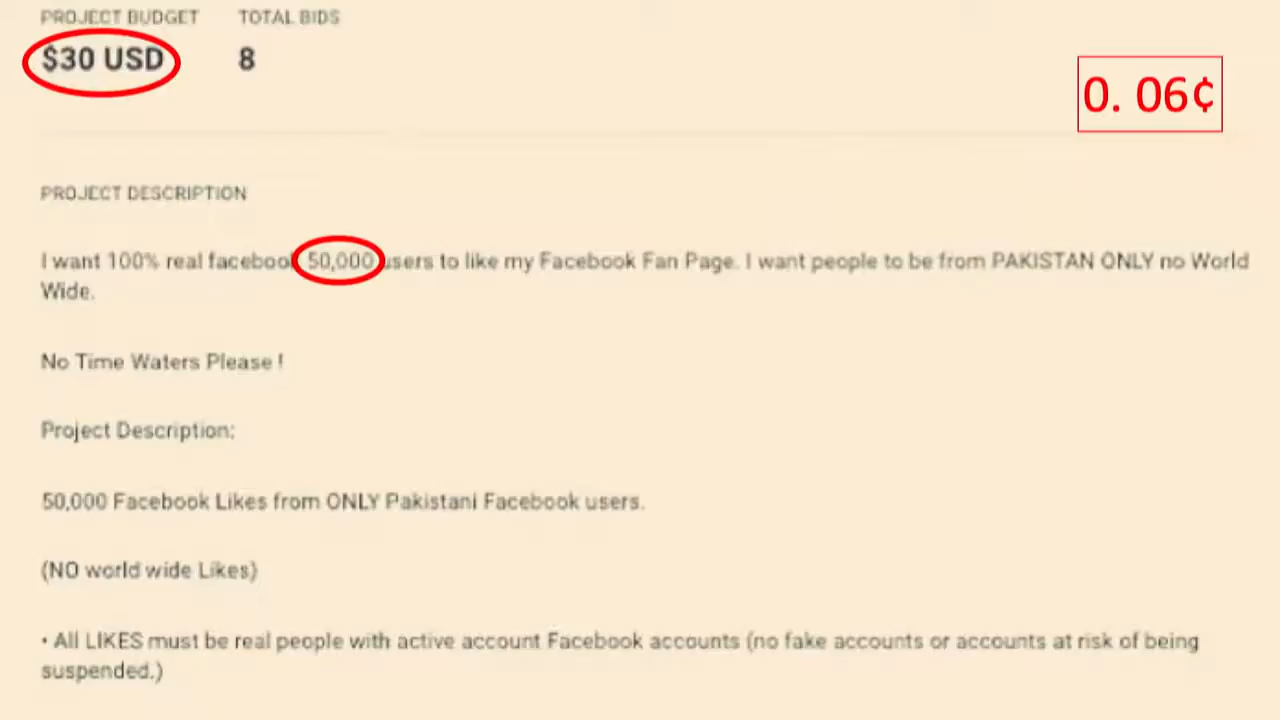 PROJECT BUDGET TOTAL BIDS
$30 USD 8
0. 06¢
PROJECT DESCRIPTION
I want 100% real facebook 50,000 users to like my Facebook Fan Page. I want people to be from PAKISTAN ONLY no World
Wide.
No Time Waters Please !
Project Description:
50,000 Facebook Likes from ONLY Pakistani Facebook users.
(NO world wide Likes)
• All LIKES must be real people with active account Facebook accounts (no fake accounts or accounts at risk of being
suspended.)